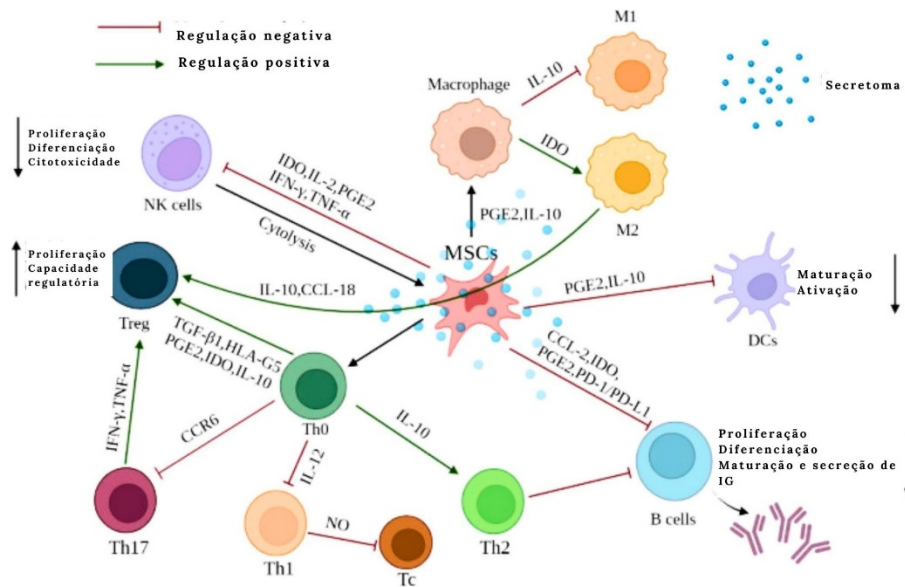 Regulação negativa
Regulação positiva
M1
Macrophage
IL-10
Secretoma
Proliferação
Diferenciação
Citotoxicidade
NK cells
IDO,IL-2,PGE2
IFN-γ,TNF-α
Cytolysis
IDO
M2
PGE2,IL-10
MSCs
Proliferação
Capacidade
regulatória)
Treg
IL-10,CCL-18
PGE2,IL-10
Maturação
Ativação
DCs
TGF-β1,HLA-G5
PGE2,IDO,IL-10
CCL-2,IDO,
PGE2,PD-1/PD-L1
IFN-γ,TNF-α
CCR6
Th0
IL-12
IL-10
Proliferação
Diferenciação
Maturação e secreção de
IG
B cells
Th17
Th1
NO
Tc
Th2